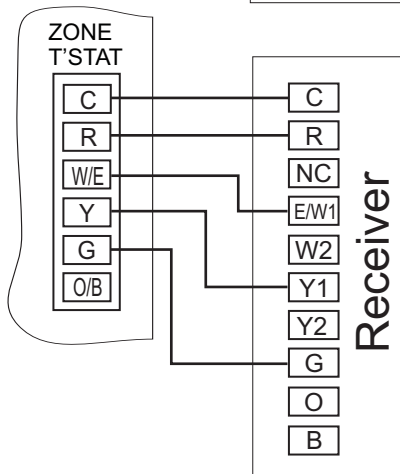 ZONE
T'STAT
C
R
W/E
Y
G
O/B
C
R
NC
E/W1
W2
Y1
Y2
G
O
B
Receiver